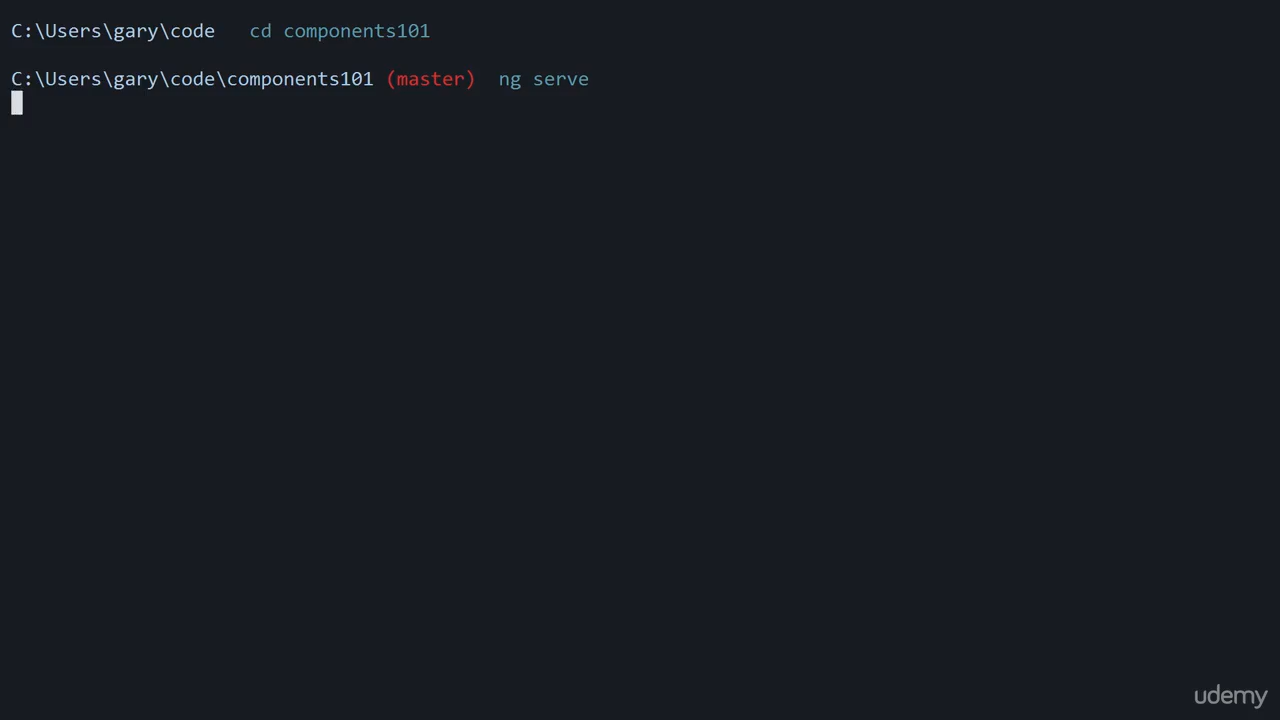 C:\Users\gary\code   cd components101
C:\Users\gary\code\components101 (master)  ng serve
udemy